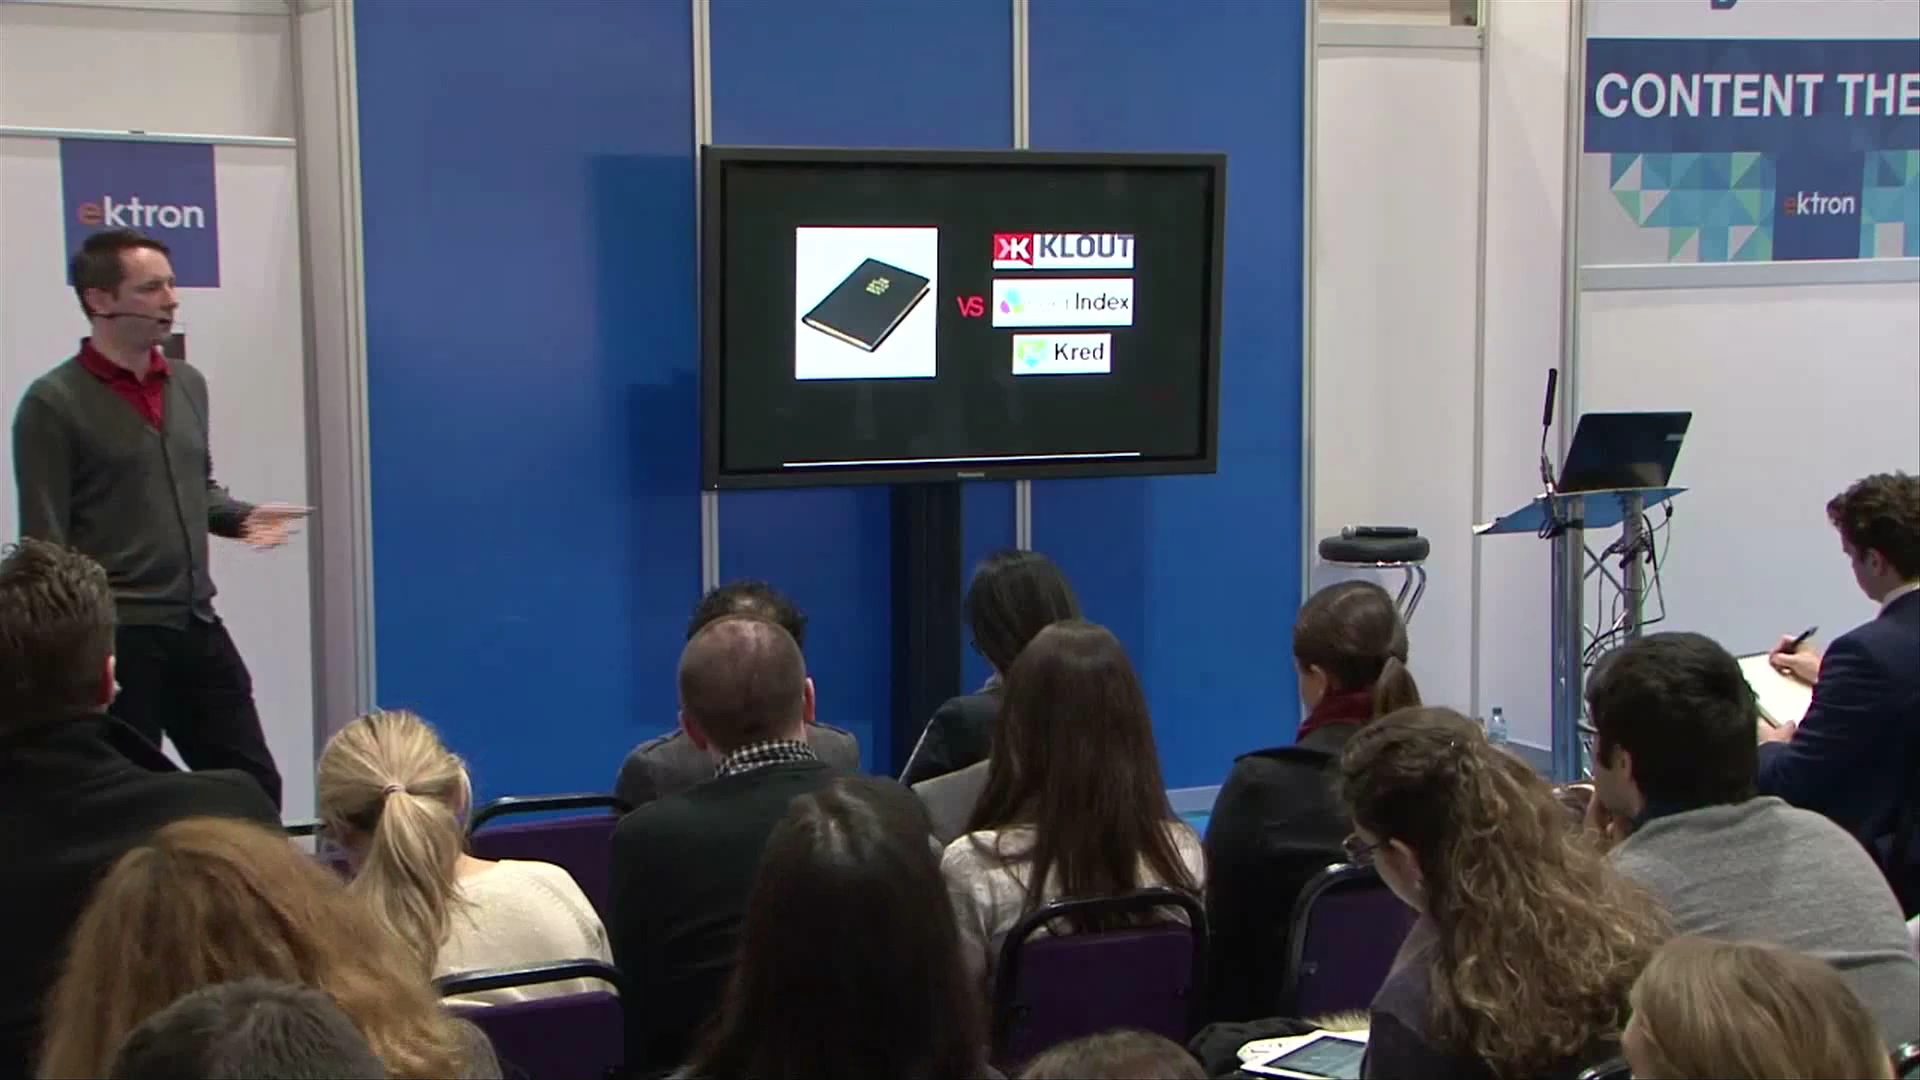 ektron
KLOUT
VS
Index
Kred
CONTENT THE
ektron